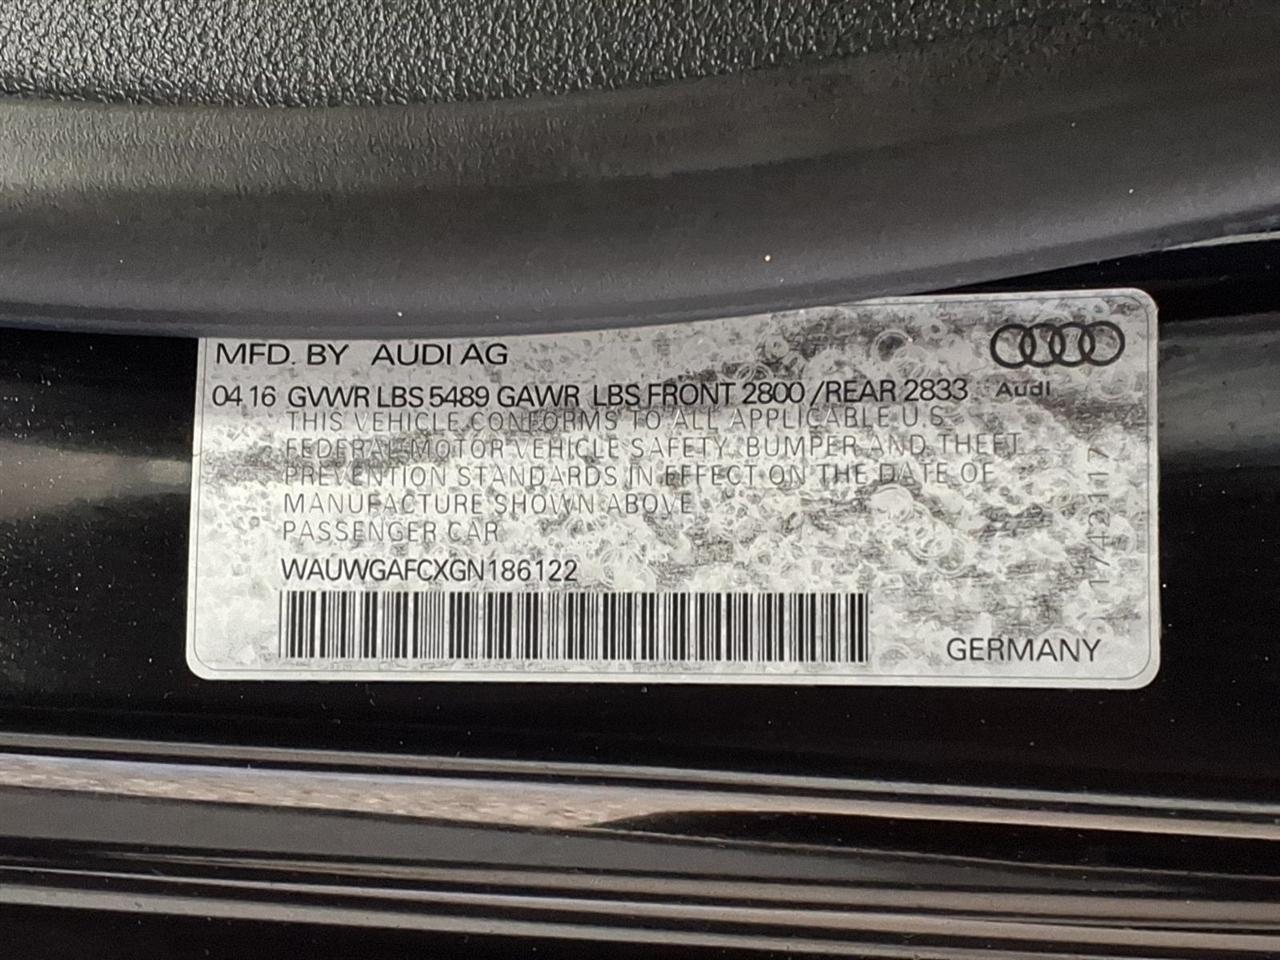 MFD. BY AUDI AG
04 16 GVWR LBS 5489 GAWR LBS FRONT 2800 /REAR 2833
Audi
THIS VEHICLE CONFORMS TO ALL APPLICABLE U.S.
FEDERAL MOTOR VEHICLE SAFETY, BUMPER AND THEFT
PREVENTION STANDARDS IN EFFECT ON THE DATE OF
MANUFACTURE SHOWN ABOVE
PASSENGER CAR
WAUWGAFCXGN186122
GERMANY